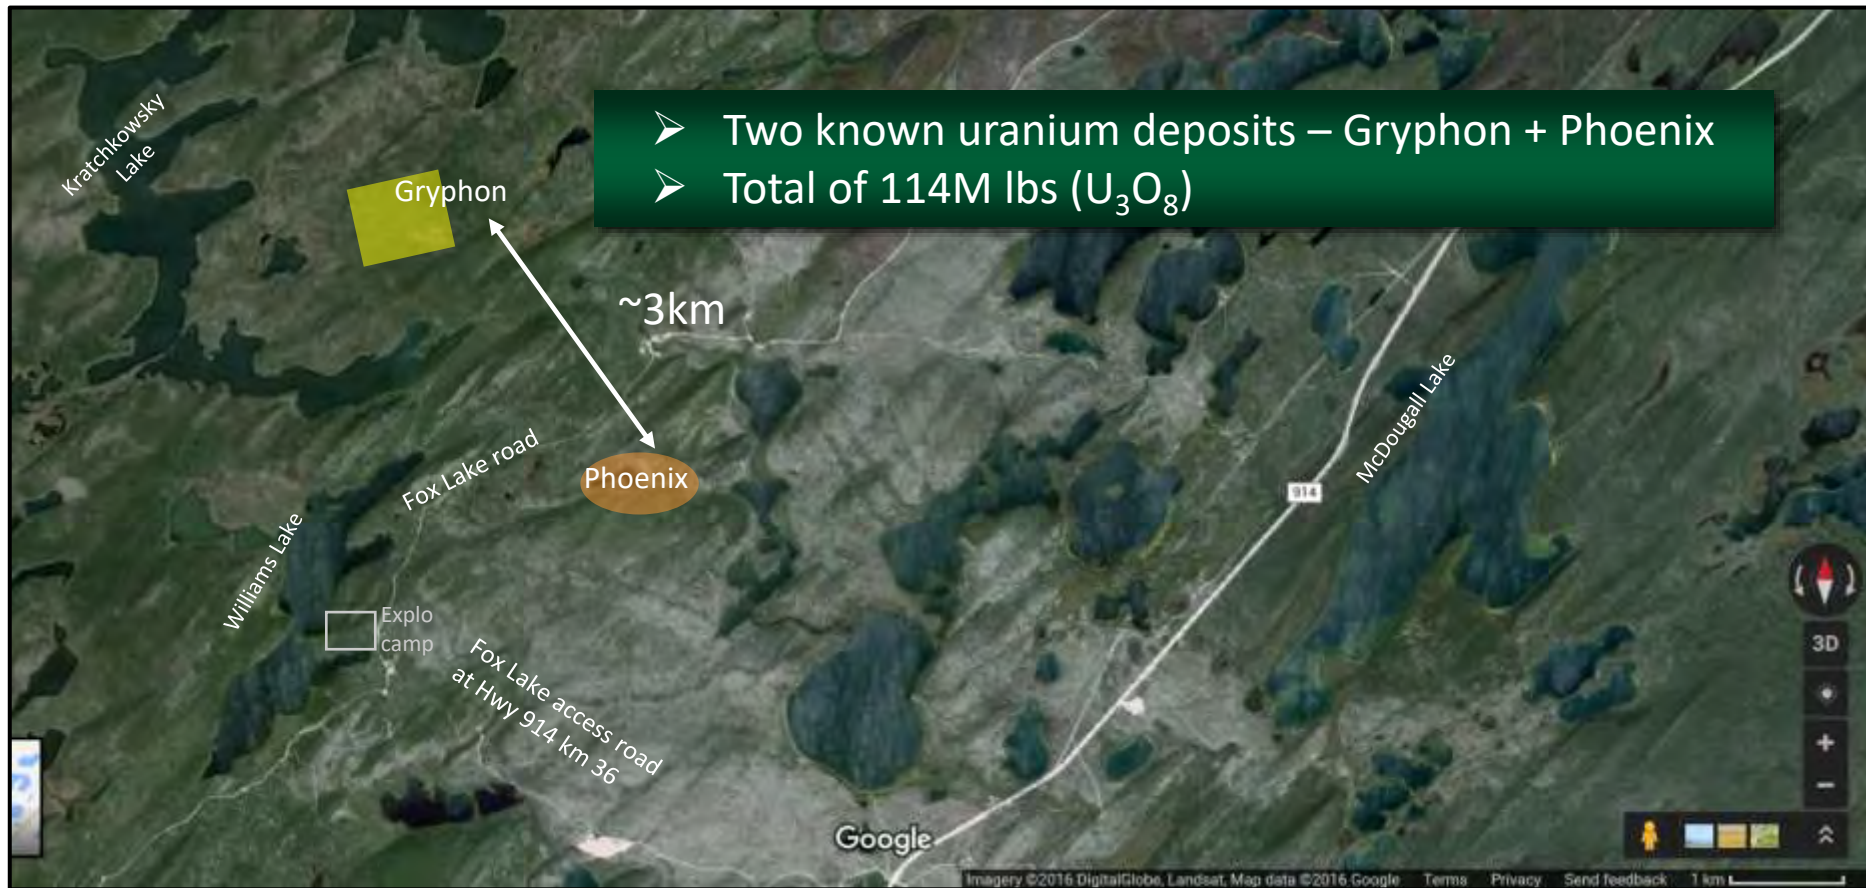 ➢ Two known uranium deposits – Gryphon + Phoenix
➢ Total of 114M lbs (U₃O₈)
Kratchkowsky
Lake
Gryphon
~3km
Fox Lake road
Phoenix
McDougall Lake
914
Williams Lake
Explo
camp
Fox Lake access road
at Hwy 914 km 36
3D
+
−
Google
Imagery ©2016 DigitalGlobe, Landsat, Map data ©2016 Google Terms Privacy Send feedback 1 km